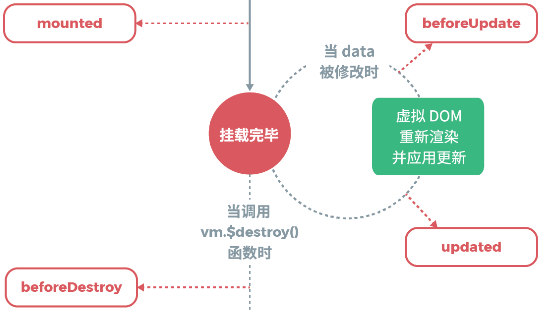 mounted
beforeUpdate
当 data
被修改时
挂载完毕
虚拟 DOM
重新渲染
并应用更新
当调用
vm.$destroy()
函数时
updated
beforeDestroy